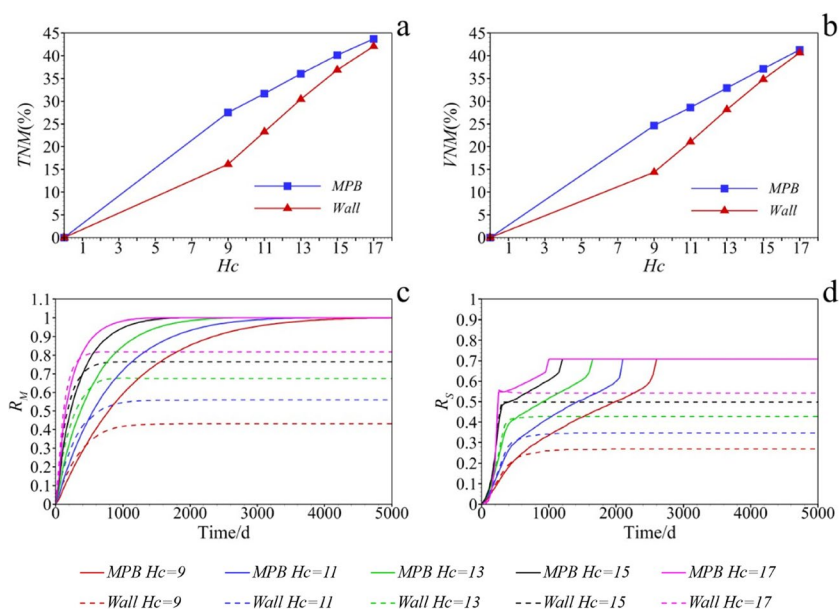 a
45
40
35
30
25
20
15
10
5
0
TNM(%)
MPB
Wall
1 3 5 7 9 11 13 15 17
Hc
b
45
40
35
30
25
20
15
10
5
0
VNM(%)
MPB
Wall
1 3 5 7 9 11 13 15 17
Hc
c
1.1
1
0.9
0.8
0.7
0.6
0.5
0.4
0.3
0.2
0.1
0
R_M
0 1000 2000 3000 4000 5000
Time/d
d
1
0.9
0.8
0.7
0.6
0.5
0.4
0.3
0.2
0.1
0
R_S
0 1000 2000 3000 4000 5000
Time/d
MPB Hc=9 MPB Hc=11 MPB Hc=13 MPB Hc=15 MPB Hc=17
Wall Hc=9 Wall Hc=11 Wall Hc=13 Wall Hc=15 Wall Hc=17